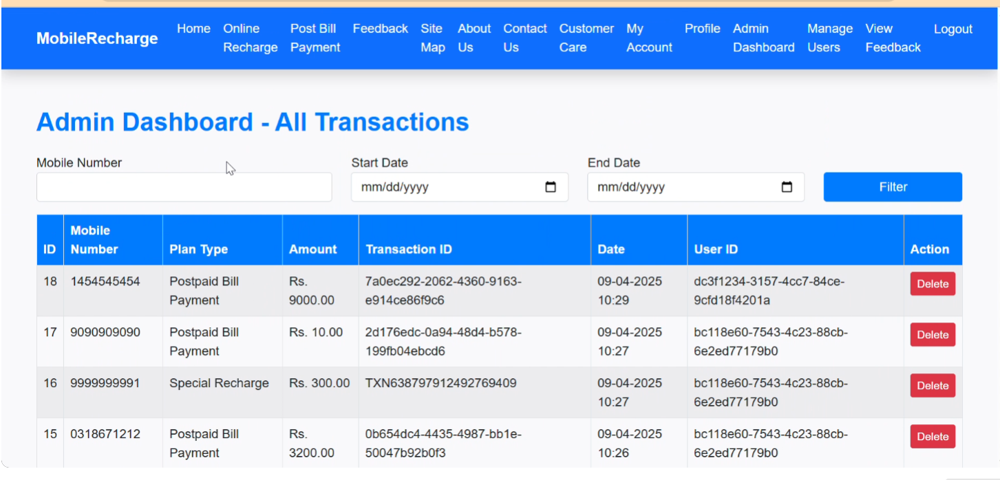 MobileRecharge Home Online Recharge Post Bill Payment Feedback Site Map About Us Contact Us Customer Care My Account Profile Admin Dashboard Manage Users View Feedback Logout
Admin Dashboard - All Transactions
Mobile Number Start Date End Date
mm/dd/yyyy mm/dd/yyyy Filter
ID Mobile Number Plan Type Amount Transaction ID Date User ID Action
18 1454545454 Postpaid Bill Payment Rs. 9000.00 7a0ec292-2062-4360-9163-e914ce86f9c6 09-04-2025 10:29 dc3f1234-3157-4cc7-84ce-9cfd18f4201a Delete
17 9090909090 Postpaid Bill Payment Rs. 10.00 2d176edc-0a94-48d4-b578-199fb04ebcd6 09-04-2025 10:27 bc118e60-7543-4c23-88cb-6e2ed77179b0 Delete
16 9999999991 Special Recharge Rs. 300.00 TXN638797912492769409 09-04-2025 10:27 bc118e60-7543-4c23-88cb-6e2ed77179b0 Delete
15 0318671212 Postpaid Bill Payment Rs. 3200.00 0b654dc4-4435-4987-bb1e-50047b92b0f3 09-04-2025 10:26 bc118e60-7543-4c23-88cb-6e2ed77179b0 Delete